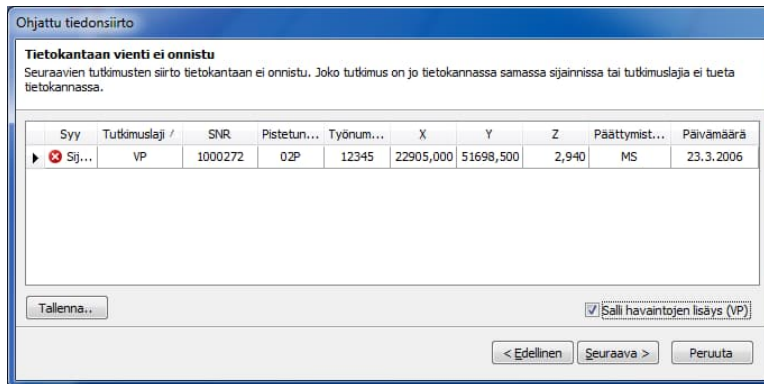 Ohjattu tiedonsiirto
Tietokantaan vienti ei onnistu
Seuraavien tutkimusten siirto tietokantaan ei onnistu. Joko tutkimus on jo tietokannassa samassa sijainnissa tai tutkimuslajia ei tueta
tietokannassa.
Syy Tutkimuslaji / SNR Pistetun... Työnum... X Y Z Päättymist... Päivämäärä
Sij... VP 1000272 02P 12345 22905,000 51698,500 2,940 MS 23.3.2006
Tallenna.. Salli havaintojen lisäys (VP)
< Edellinen Seuraava > Peruuta